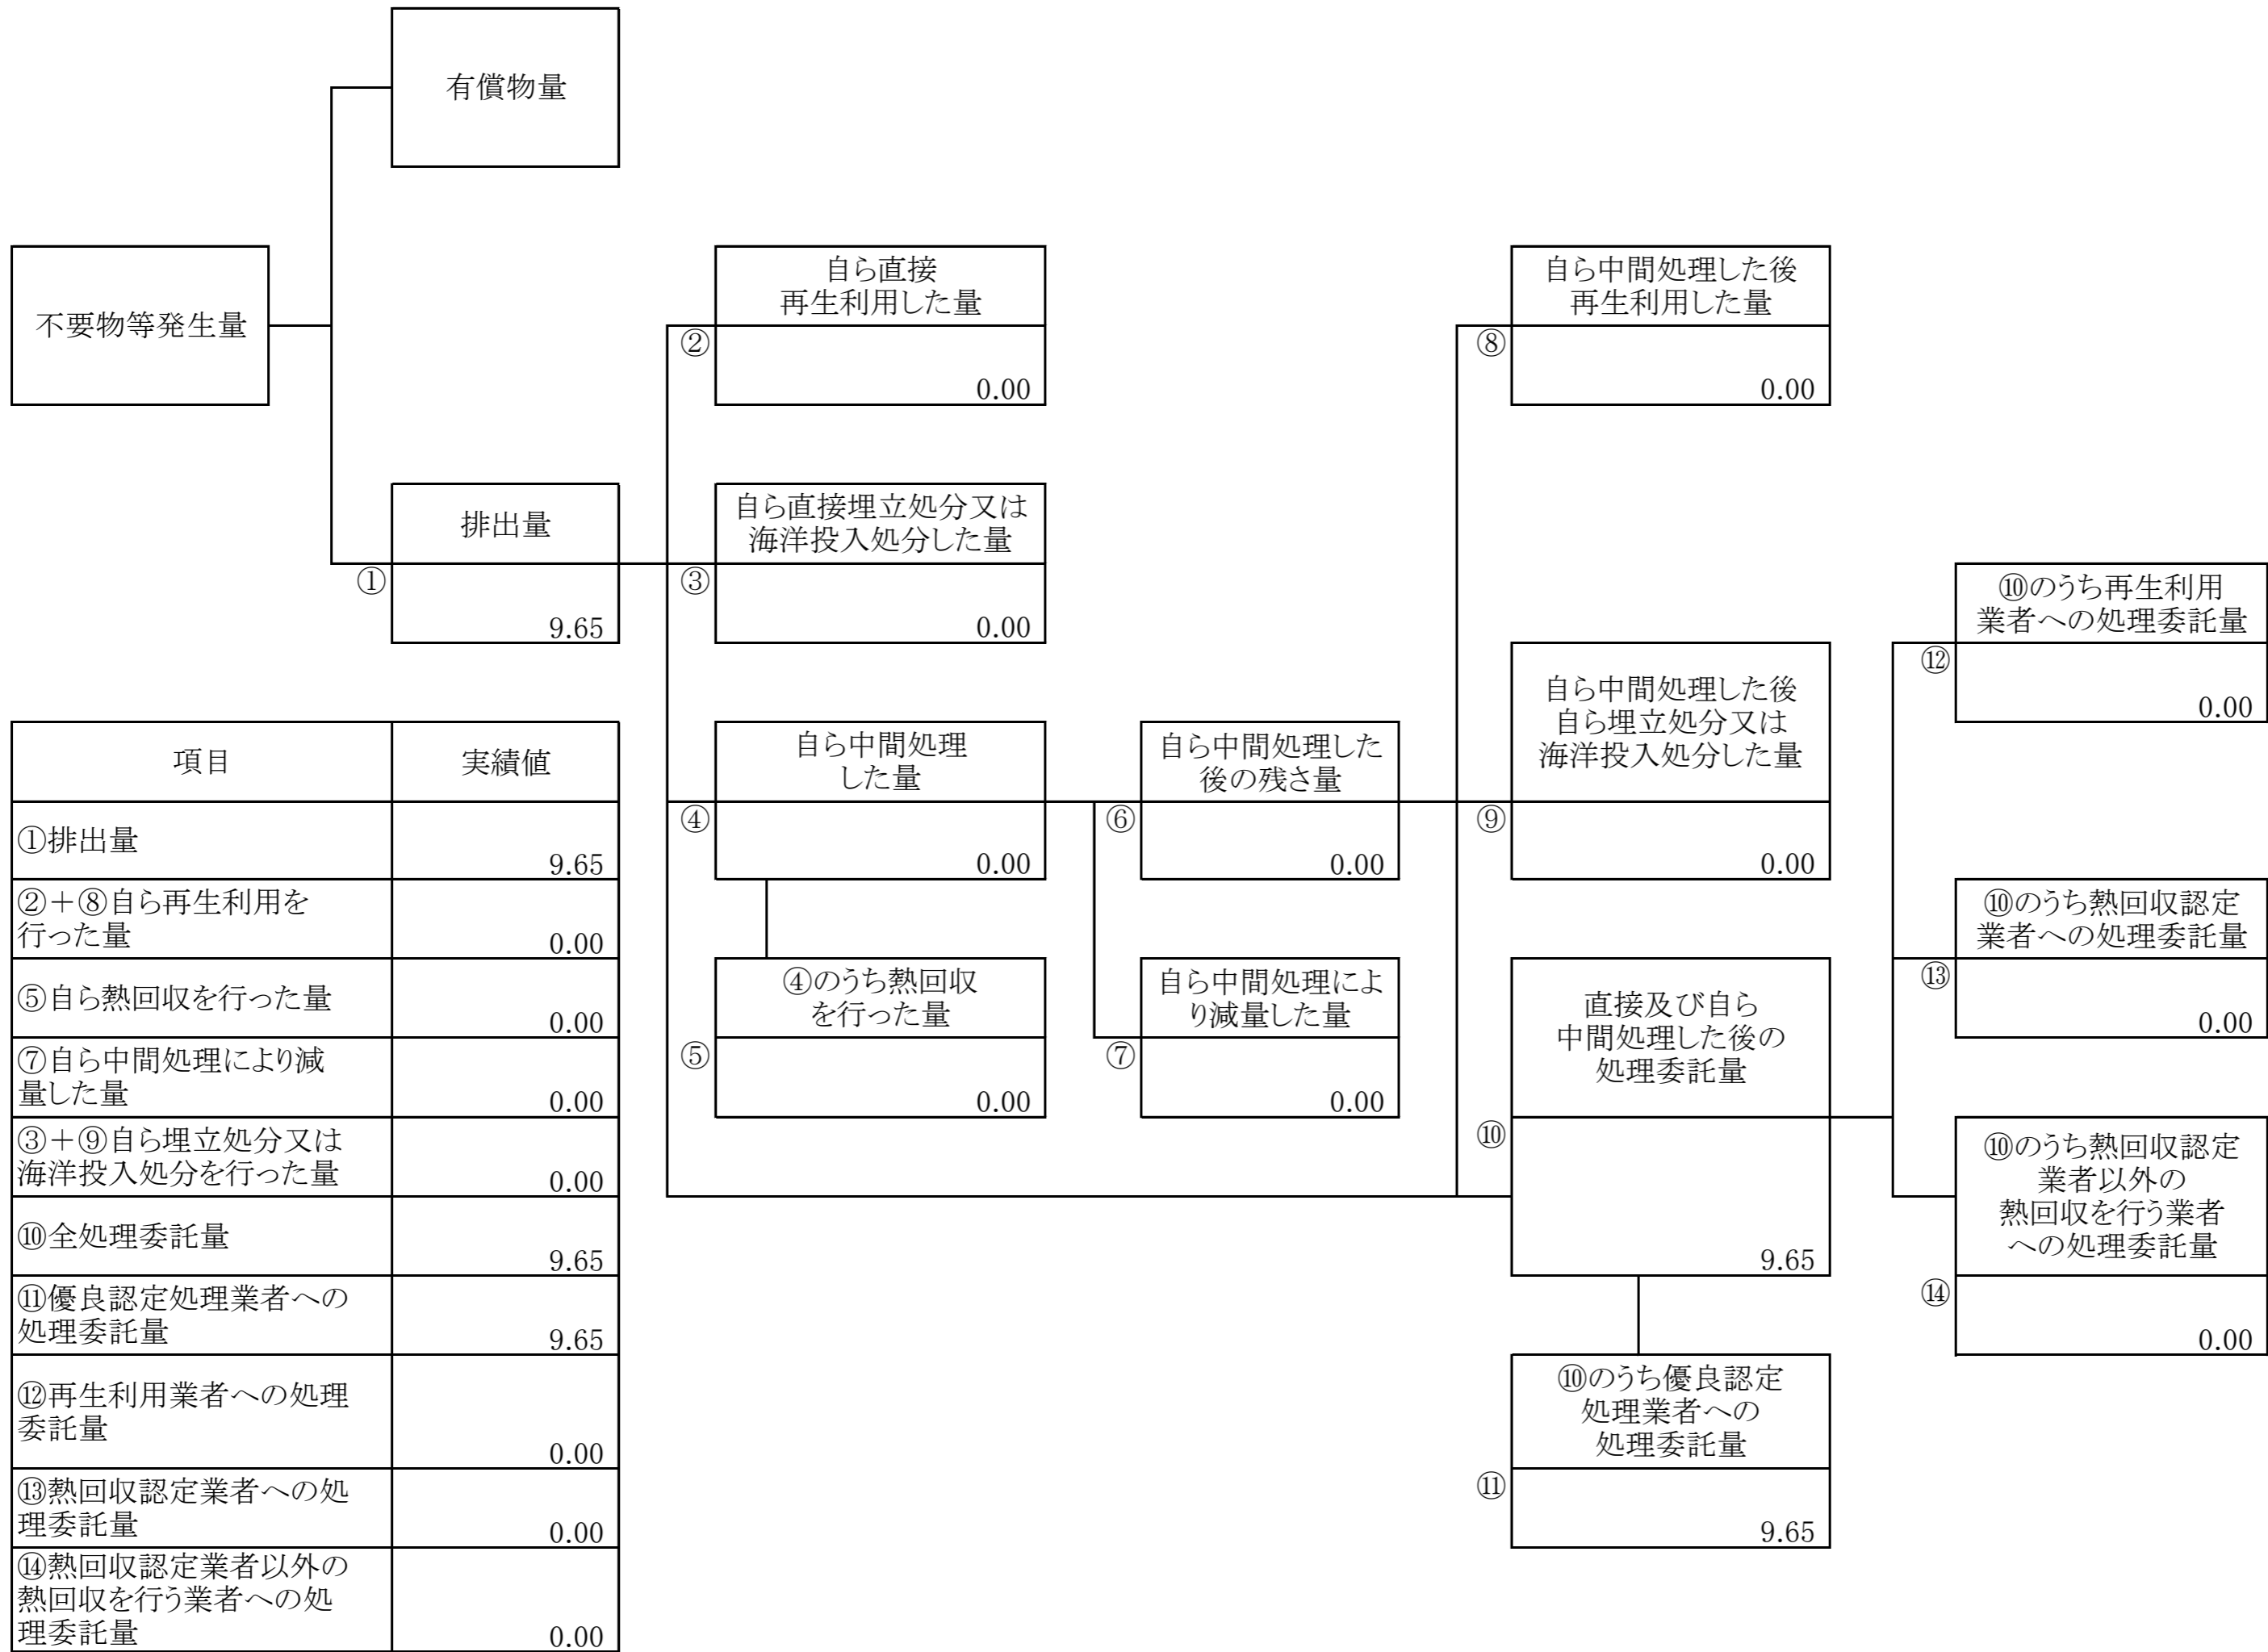 有償物量
不要物等発生量
自ら直接
再生利用した量
②
0.00
自ら中間処理した後
再生利用した量
⑧
0.00
排出量
①
9.65
自ら直接埋立処分又は
海洋投入処分した量
③
0.00
⑩のうち再生利用
業者への処理委託量
⑫
0.00
自ら中間処理
した量
④
0.00
自ら中間処理した
後の残さ量
⑥
0.00
自ら中間処理した後
自ら埋立処分又は
海洋投入処分した量
⑨
0.00
⑩のうち熱回収認定
業者への処理委託量
⑬
0.00
④のうち熱回収
を行った量
⑤
0.00
自ら中間処理によ
り減量した量
⑦
0.00
直接及び自ら
中間処理した後の
処理委託量
⑩
9.65
⑩のうち熱回収認定
業者以外の
熱回収を行う業者
への処理委託量
⑭
0.00
⑩のうち優良認定
処理業者への
処理委託量
⑪
9.65
項目 実績値
①排出量
9.65
②＋⑧自ら再生利用を
行った量
0.00
⑤自ら熱回収を行った量
0.00
⑦自ら中間処理により減
量した量
0.00
③＋⑨自ら埋立処分又は
海洋投入処分を行った量
0.00
⑩全処理委託量
9.65
⑪優良認定処理業者への
処理委託量
9.65
⑫再生利用業者への処理
委託量
0.00
⑬熱回収認定業者への処
理委託量
0.00
⑭熱回収認定業者以外の
熱回収を行う業者への処
理委託量
0.00